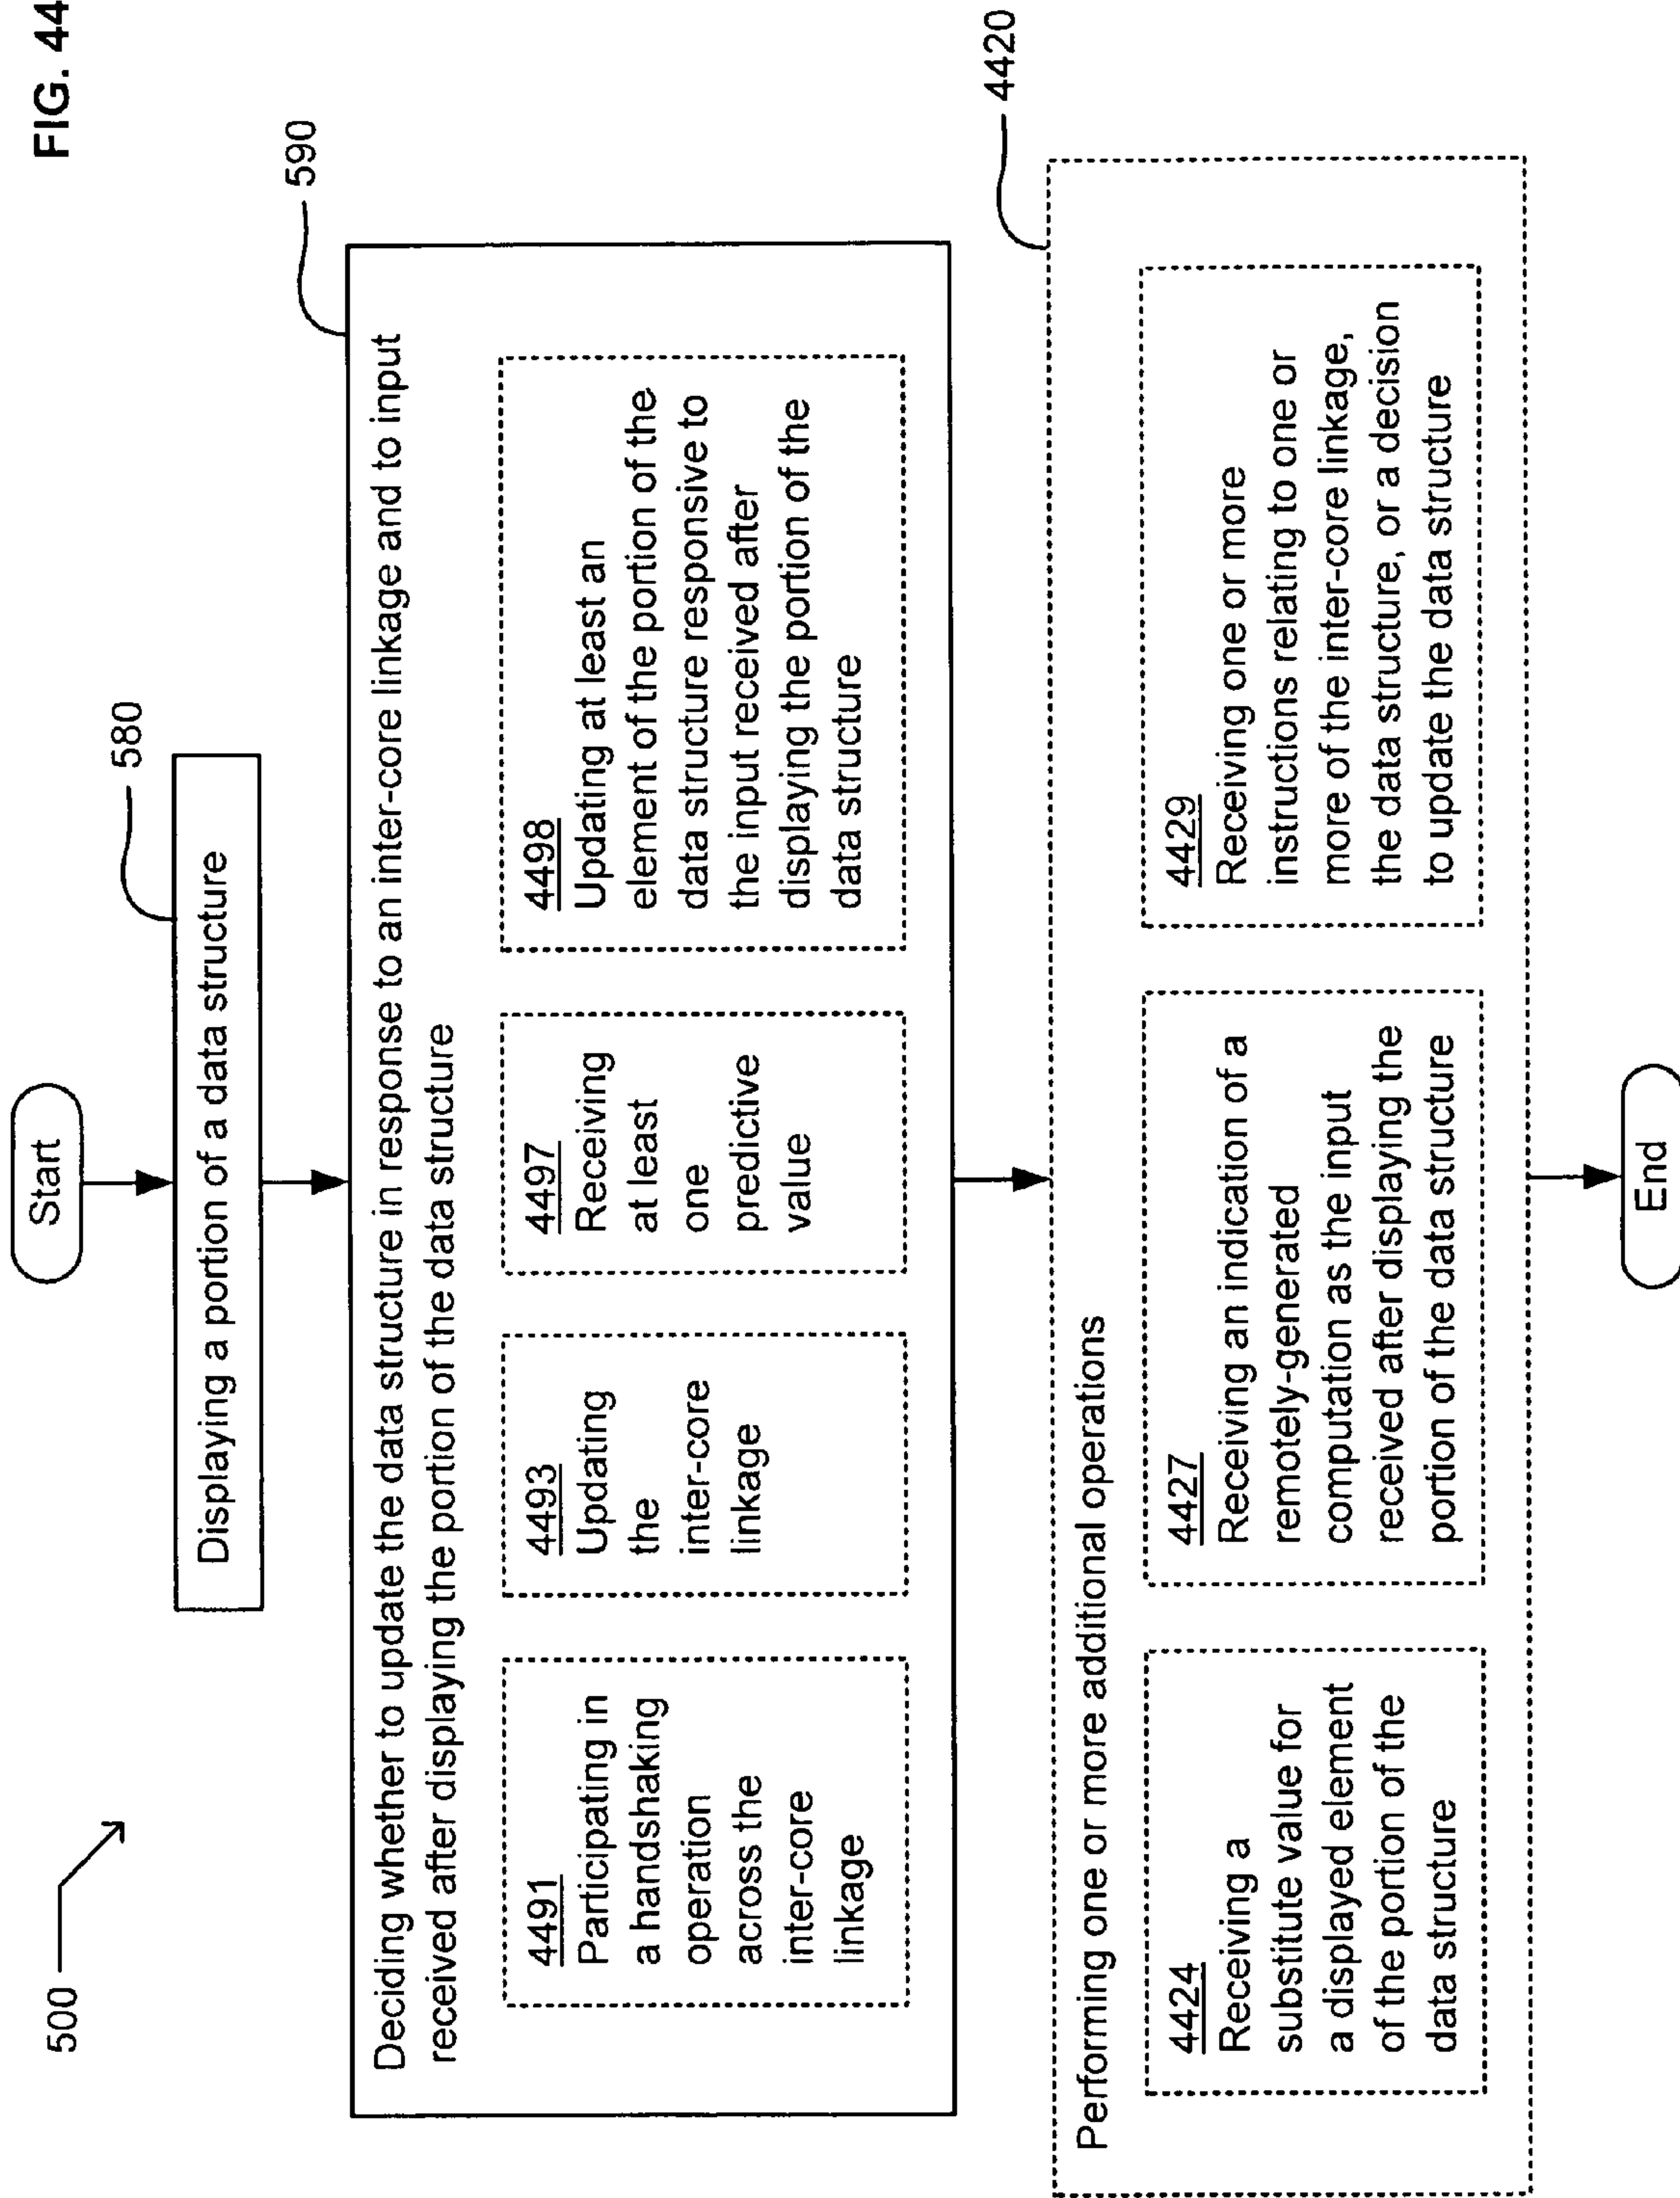 FIG. 44
500
Start
580
Displaying a portion of a data structure
590
Deciding whether to update the data structure in response to an inter-core linkage and to input
received after displaying the portion of the data structure
4491
Participating in
a handshaking
operation
across the
inter-core
linkage
4493
Updating
the
inter-core
linkage
4497
Receiving
at least
one
predictive
value
4498
Updating at least an
element of the portion of the
data structure responsive to
the input received after
displaying the portion of the
data structure
4420
Performing one or more additional operations
4424
Receiving a
substitute value for
a displayed element
of the portion of the
data structure
4427
Receiving an indication of a
remotely-generated
computation as the input
received after displaying the
portion of the data structure
4429
Receiving one or more
instructions relating to one or
more of the inter-core linkage,
the data structure, or a decision
to update the data structure
End